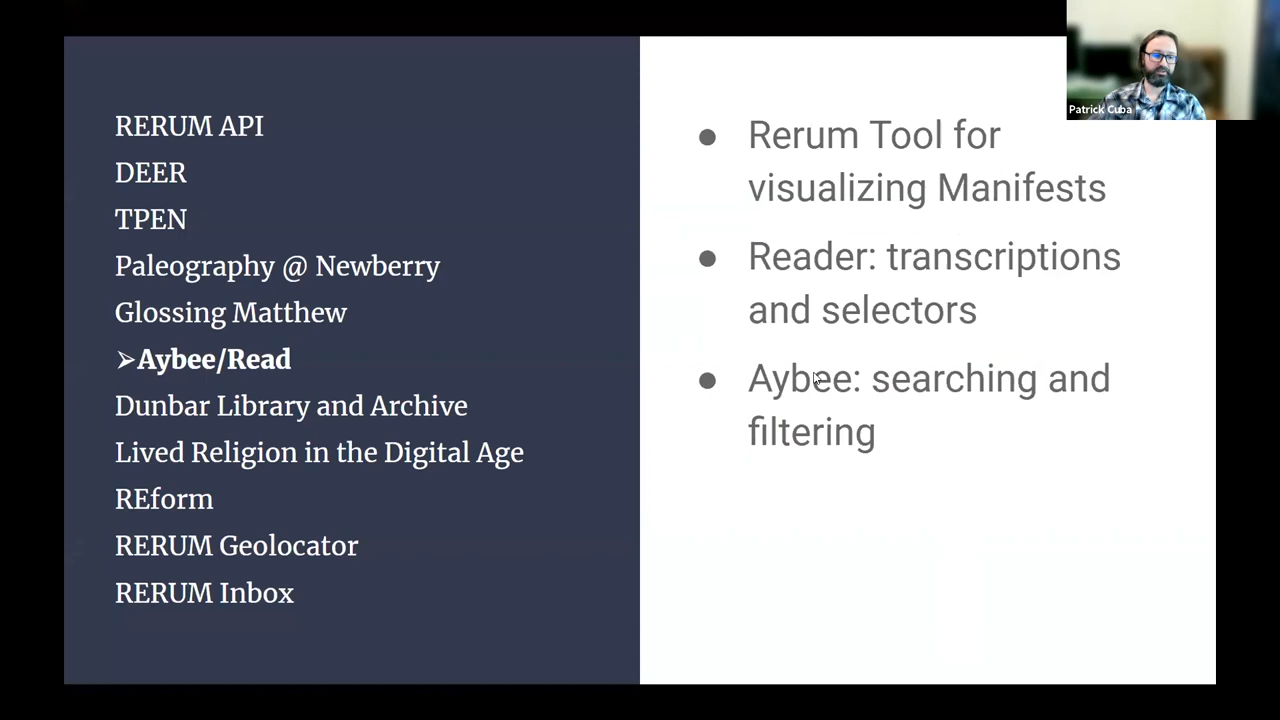 RERUM API
DEER
TPEN
Paleography @ Newberry
Glossing Matthew
➢Aybee/Read
Dunbar Library and Archive
Lived Religion in the Digital Age
REform
RERUM Geolocator
RERUM Inbox
● Rerum Tool for
visualizing Manifests
● Reader: transcriptions
and selectors
● Aybee: searching and
filtering
Patrick Cuba